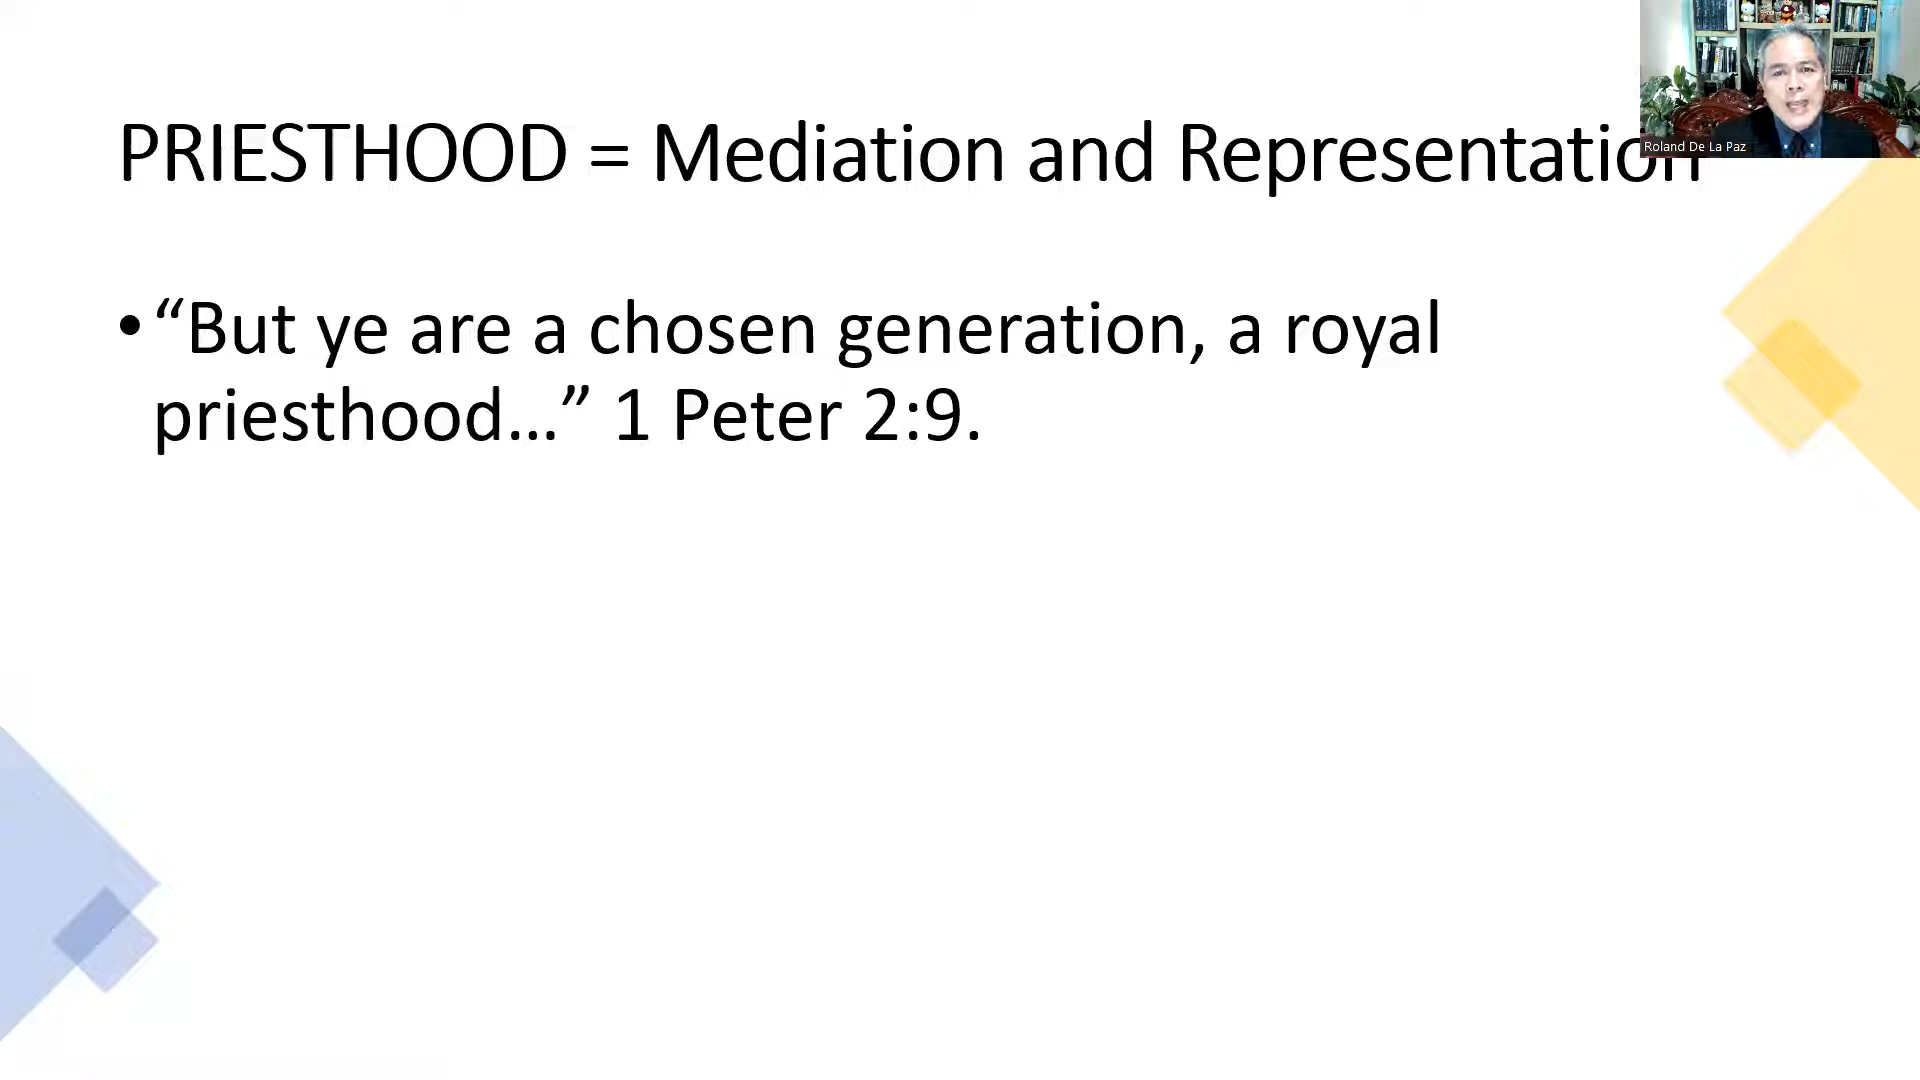 PRIESTHOOD = Mediation and Representation
Roland De La Paz
• “But ye are a chosen generation, a royal
priesthood…” 1 Peter 2:9.